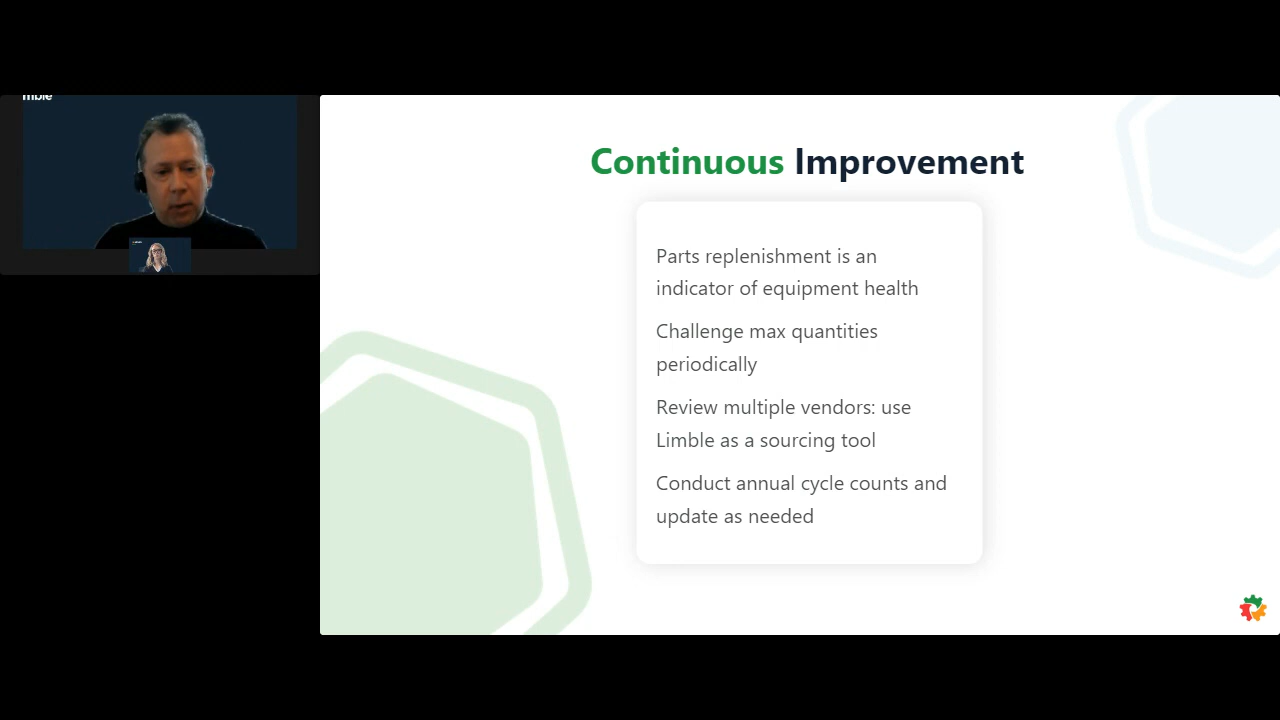 mble
Continuous Improvement
Parts replenishment is an
indicator of equipment health
Challenge max quantities
periodically
Review multiple vendors: use
Limble as a sourcing tool
Conduct annual cycle counts and
update as needed